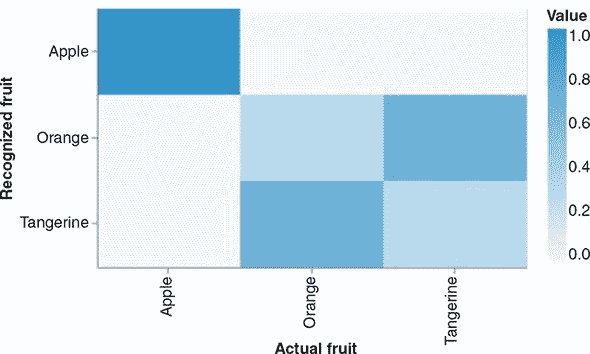 Value
1.0
0.8
0.6
0.4
0.2
0.0
Recognized fruit
Apple
Orange
Tangerine
Apple
Orange
Tangerine
Actual fruit